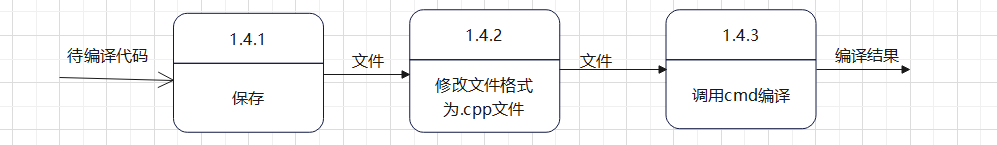 待编译代码
1.4.1
保存
文件
1.4.2
修改文件格式
为.cpp文件
文件
1.4.3
调用cmd编译
编译结果